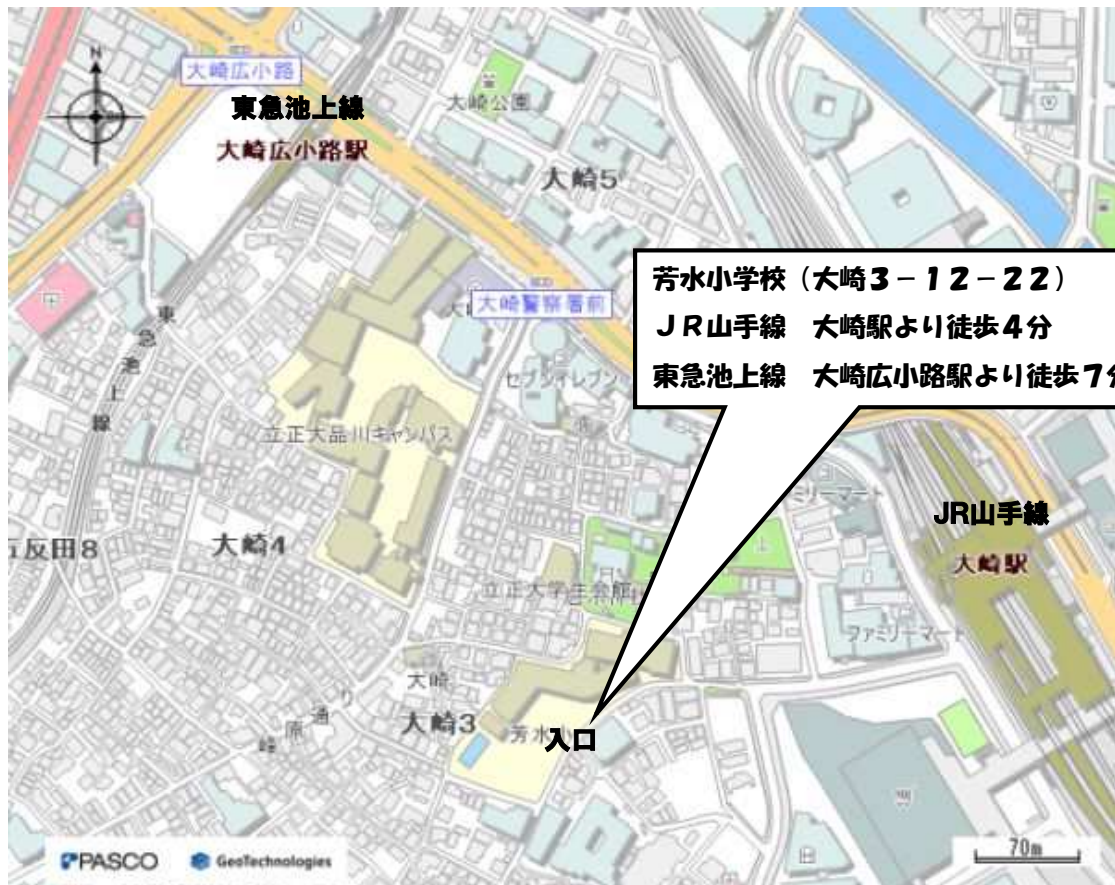 N
大崎広小路
東急池上線
大崎広小路駅
大崎公園
大崎5
芳水小学校（大崎３－１２－２２）
ＪＲ山手線　大崎駅より徒歩４分
東急池上線　大崎広小路駅より徒歩７分
大崎警察署前
セブンイレブン
東急池上線
立正大品川キャンパス
ミリーマート
JR山手線
大崎駅
反田8
大崎4
立正大学生会館
ファミリーマート
大崎
大崎3
峰原通り
芳水小
入口
PASCO
GeoTechnologies
70m